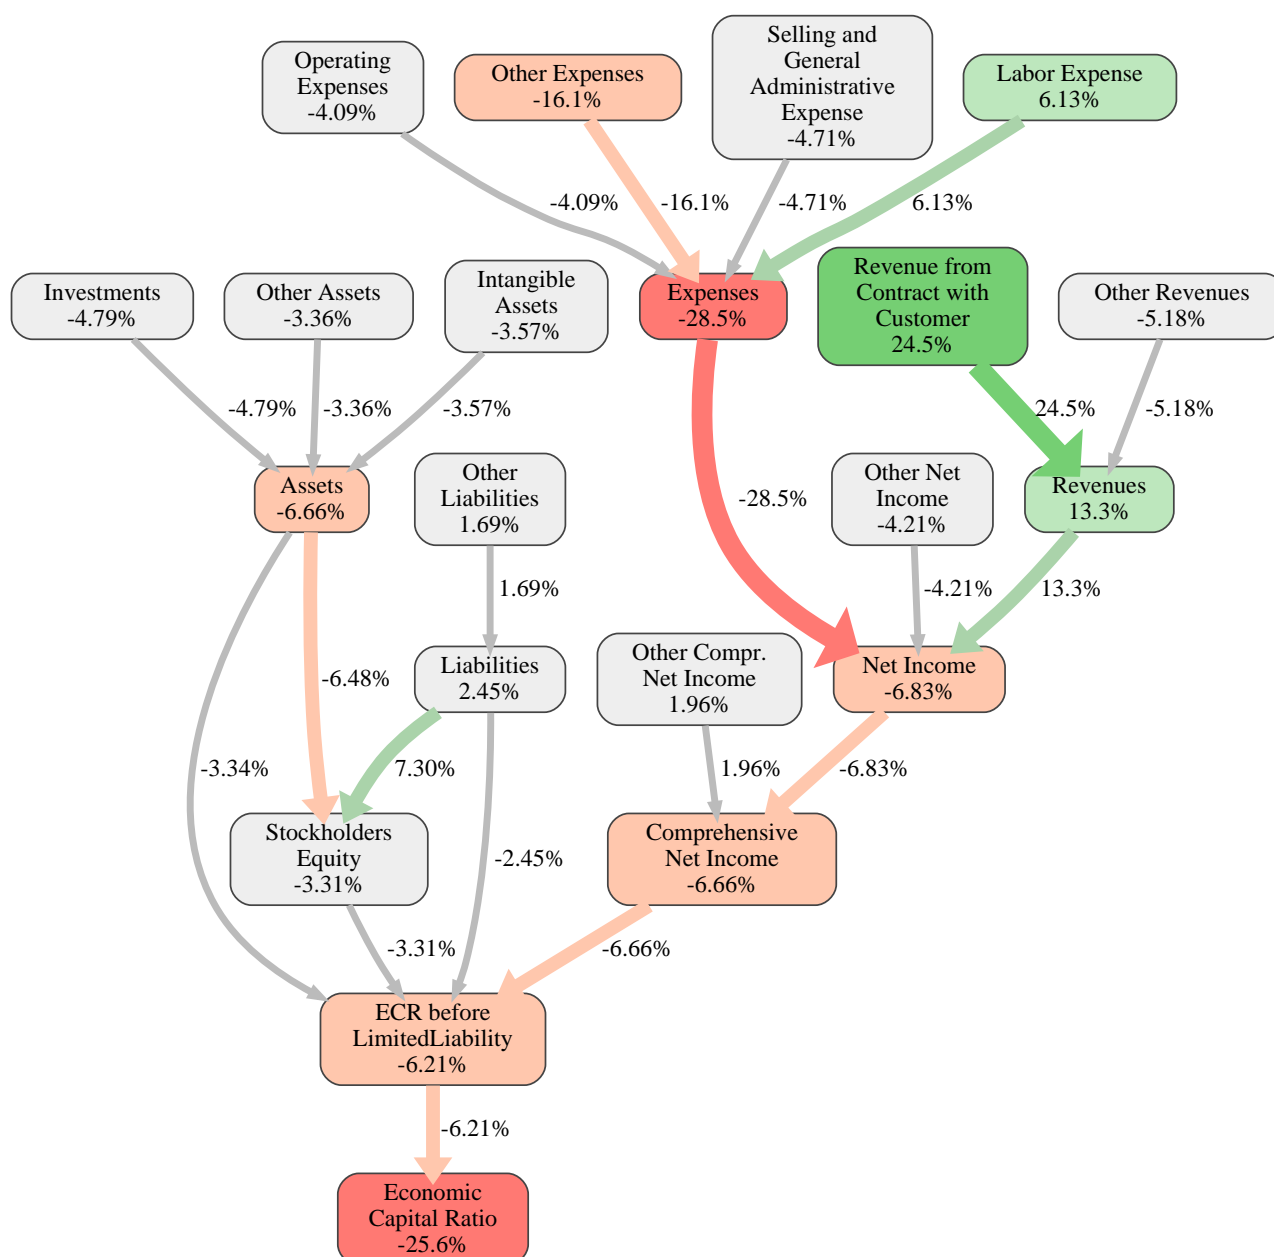 Operating
Expenses
-4.09%
Other Expenses
-16.1%
Selling and
General
Administrative
Expense
-4.71%
Labor Expense
6.13%
-4.09%
-16.1%
-4.71%
6.13%
Investments
-4.79%
Other Assets
-3.36%
Intangible
Assets
-3.57%
Expenses
-28.5%
Revenue from
Contract with
Customer
24.5%
Other Revenues
-5.18%
-4.79%
-3.36%
-3.57%
24.5%
-5.18%
Assets
-6.66%
Other
Liabilities
1.69%
-28.5%
Other Net
Income
-4.21%
Revenues
13.3%
1.69%
-4.21%
13.3%
-6.48%
Liabilities
2.45%
Other Compr.
Net Income
1.96%
Net Income
-6.83%
-3.34%
7.30%
1.96%
-6.83%
Stockholders
Equity
-3.31%
-2.45%
Comprehensive
Net Income
-6.66%
-3.31%
-6.66%
ECR before
LimitedLiability
-6.21%
-6.21%
Economic
Capital Ratio
-25.6%